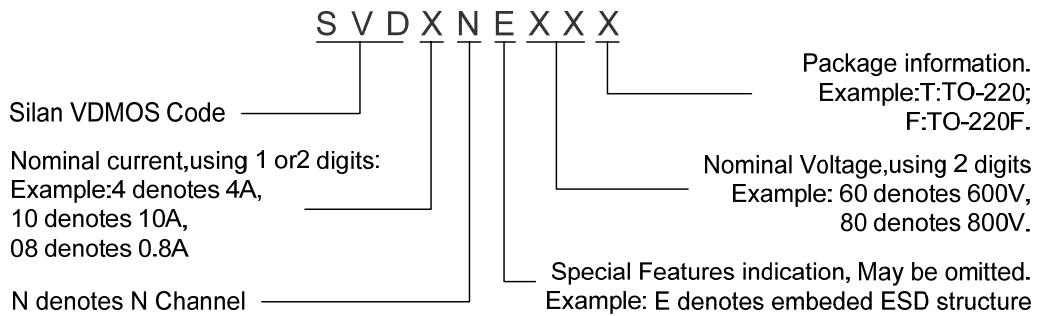 S V D X N E X X X
Silan VDMOS Code
Nominal current,using 1 or2 digits:
Example:4 denotes 4A,
10 denotes 10A,
08 denotes 0.8A
N denotes N Channel
Package information.
Example:T:TO-220;
F:TO-220F.
Nominal Voltage,using 2 digits
Example: 60 denotes 600V,
80 denotes 800V.
Special Features indication, May be omitted.
Example: E denotes embeded ESD structure